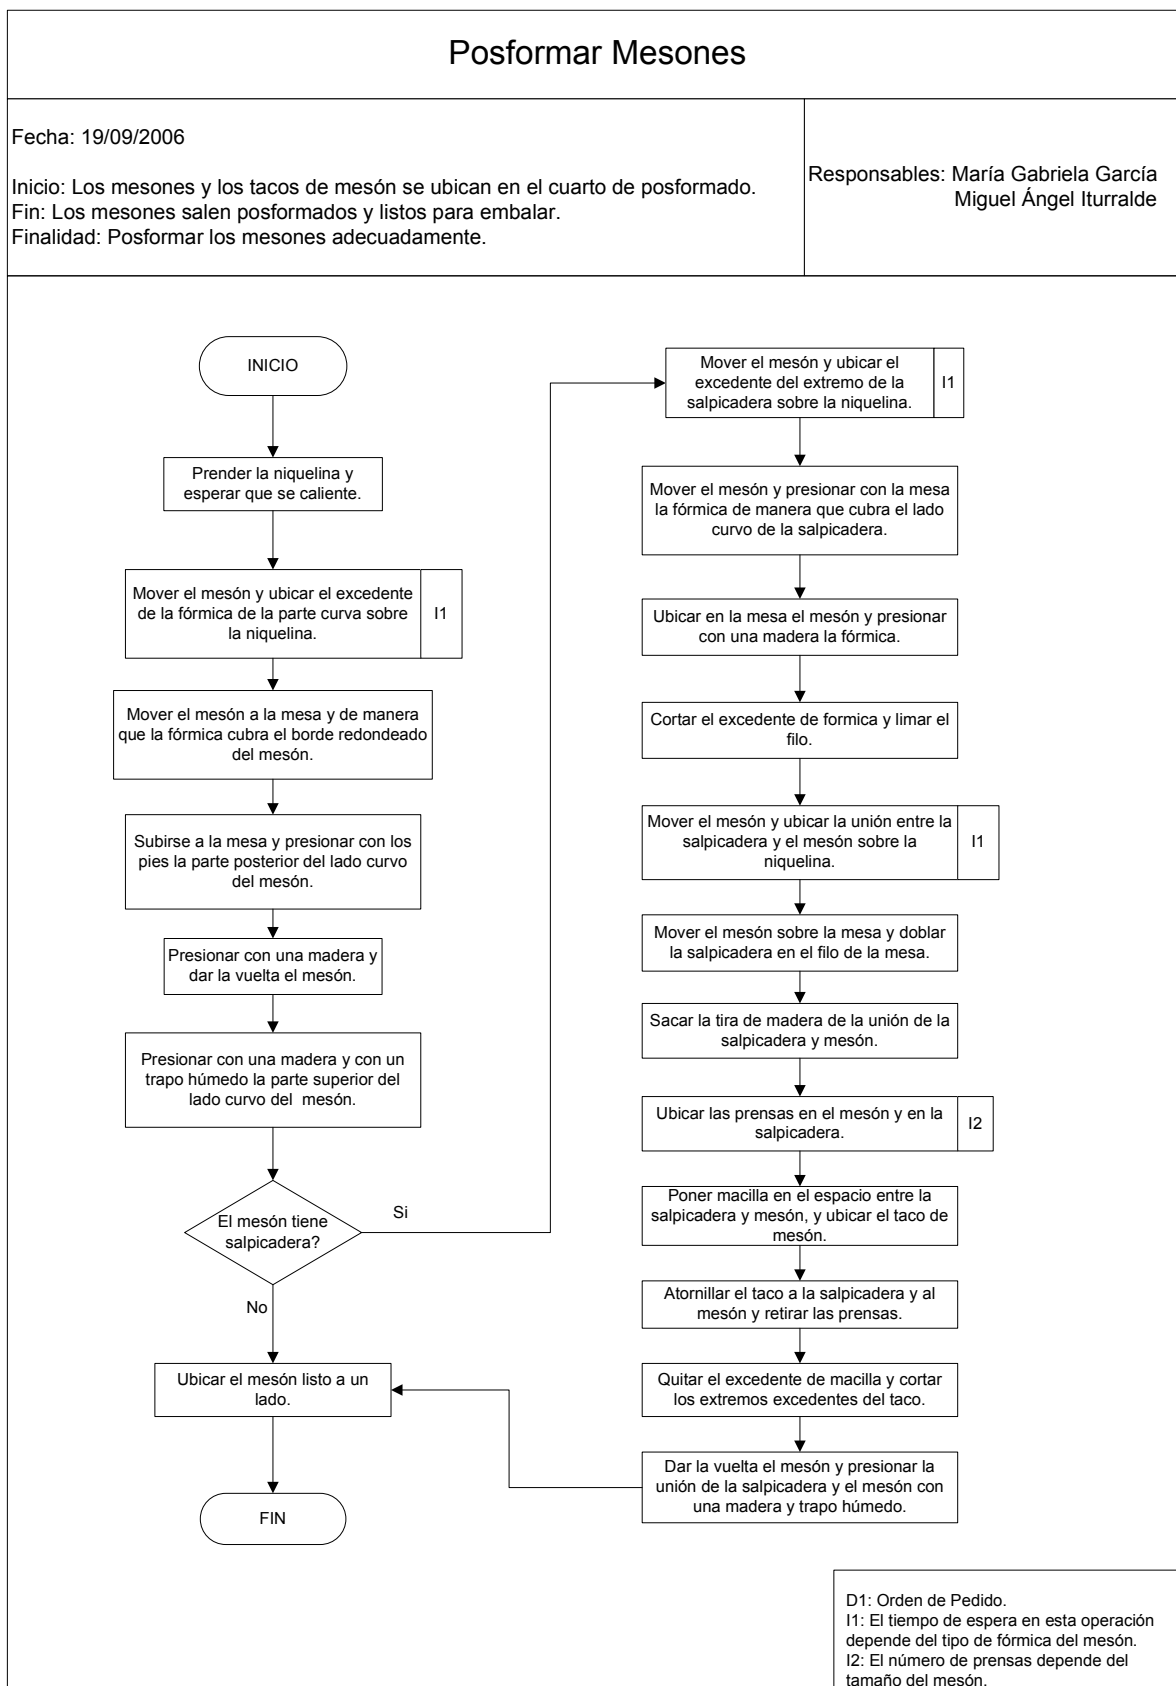 Posformar Mesones
Fecha: 19/09/2006
Inicio: Los mesones y los tacos de mesón se ubican en el cuarto de posformado.
Fin: Los mesones salen posformados y listos para embalar.
Finalidad: Posformar los mesones adecuadamente.
Responsables: María Gabriela García
Miguel Ángel Iturralde
INICIO
Prender la niquelina y
esperar que se caliente.
Mover el mesón y ubicar el excedente
de la fórmica de la parte curva sobre
la niquelina.
I1
Mover el mesón a la mesa y de manera
que la fórmica cubra el borde redondeado
del mesón.
Subirse a la mesa y presionar con los
pies la parte posterior del lado curvo
del mesón.
Presionar con una madera y
dar la vuelta el mesón.
Presionar con una madera y con un
trapo húmedo la parte superior del
lado curvo del  mesón.
El mesón tiene
salpicadera?
Si
No
Ubicar el mesón listo a un
lado.
FIN
Mover el mesón y ubicar el
excedente del extremo de la
salpicadera sobre la niquelina.
I1
Mover el mesón y presionar con la mesa
la fórmica de manera que cubra el lado
curvo de la salpicadera.
Ubicar en la mesa el mesón y presionar
con una madera la fórmica.
Cortar el excedente de formica y limar el
filo.
Mover el mesón y ubicar la unión entre la
salpicadera y el mesón sobre la
niquelina.
I1
Mover el mesón sobre la mesa y doblar
la salpicadera en el filo de la mesa.
Sacar la tira de madera de la unión de la
salpicadera y mesón.
Ubicar las prensas en el mesón y en la
salpicadera.
I2
Poner macilla en el espacio entre la
salpicadera y mesón, y ubicar el taco de
mesón.
Atornillar el taco a la salpicadera y al
mesón y retirar las prensas.
Quitar el excedente de macilla y cortar
los extremos excedentes del taco.
Dar la vuelta el mesón y presionar la
unión de la salpicadera y el mesón con
una madera y trapo húmedo.
D1: Orden de Pedido.
I1: El tiempo de espera en esta operación
depende del tipo de fórmica del mesón.
I2: El número de prensas depende del
tamaño del mesón.